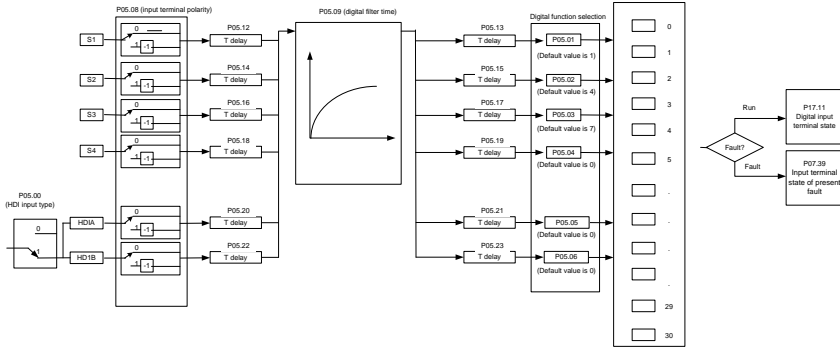 P05.08 (input terminal polarity)
P05.12
P05.09 (digital filter time)
P05.13
Digital function selection
S1
0
1
-1
T delay
T delay
P05.01
(Default value is 1)
0
P05.14
P05.15
1
S2
0
1
-1
T delay
T delay
P05.02
(Default value is 4)
2
P05.16
P05.17
S3
0
1
-1
T delay
T delay
P05.03
(Default value is 7)
3
P05.18
P05.19
4
S4
0
1
-1
T delay
T delay
P05.04
(Default value is 0)
5
Run
Fault?
Fault
P17.11
Digital input
terminal state
P07.39
Input terminal
state of present
fault
P05.00
(HDI input type)
0
1
P05.20
P05.21
.
HDIA
0
1
-1
T delay
T delay
P05.05
(Default value is 0)
.
P05.22
P05.23
.
HD1B
0
1
-1
T delay
T delay
P05.06
(Default value is 0)
.
29
30